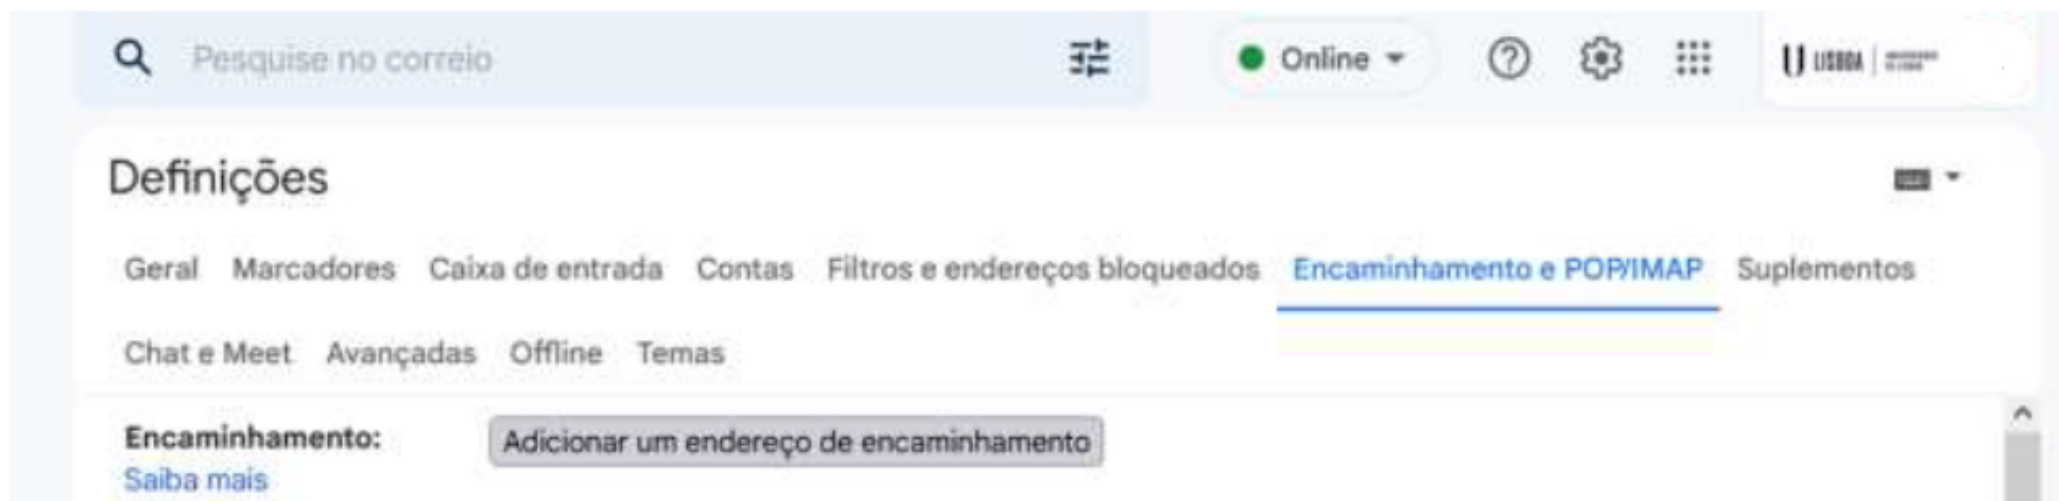 Pesquise no correio
Online
LISBOA
Definições
Geral Marcadores Caixa de entrada Contas Filtros e endereços bloqueados Encaminhamento e POP/IMAP Suplementos
Chat e Meet Avançadas Offline Temas
Encaminhamento: Adicionar um endereço de encaminhamento
Saiba mais